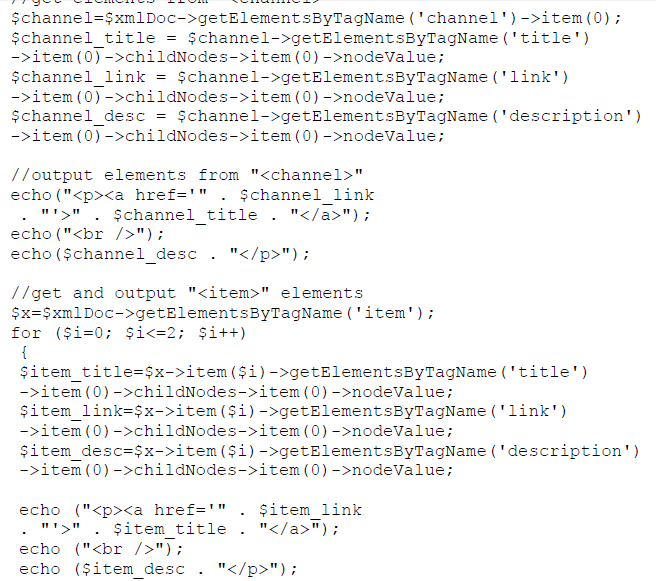 //get elements from "<channel>"
$channel=$xmlDoc->getElementsByTagName('channel')->item(0);
$channel_title = $channel->getElementsByTagName('title')
->item(0)->childNodes->item(0)->nodeValue;
$channel_link = $channel->getElementsByTagName('link')
->item(0)->childNodes->item(0)->nodeValue;
$channel_desc = $channel->getElementsByTagName('description')
->item(0)->childNodes->item(0)->nodeValue;

//output elements from "<channel>"
echo("<p><a href='" . $channel_link
 . "'>" . $channel_title . "</a>");
echo("<br />");
echo($channel_desc . "</p>");

//get and output "<item>" elements
$x=$xmlDoc->getElementsByTagName('item');
for ($i=0; $i<=2; $i++)
 {
 $item_title=$x->item($i)->getElementsByTagName('title')
 ->item(0)->childNodes->item(0)->nodeValue;
 $item_link=$x->item($i)->getElementsByTagName('link')
 ->item(0)->childNodes->item(0)->nodeValue;
 $item_desc=$x->item($i)->getElementsByTagName('description')
 ->item(0)->childNodes->item(0)->nodeValue;

 echo ("<p><a href='" . $item_link
 . "'>" . $item_title . "</a>");
 echo ("<br />");
 echo ($item_desc . "</p>");